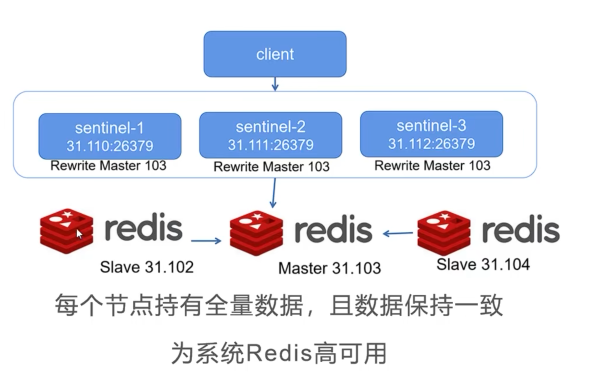 client
sentinel-1
31.110:26379
sentinel-2
31.111:26379
sentinel-3
31.112:26379
Rewrite Master 103
Rewrite Master 103
Rewrite Master 103
redis
redis
redis
Slave 31.102
Master 31.103
Slave 31.104
每个节点持有全量数据，且数据保持一致
为系统Redis高可用